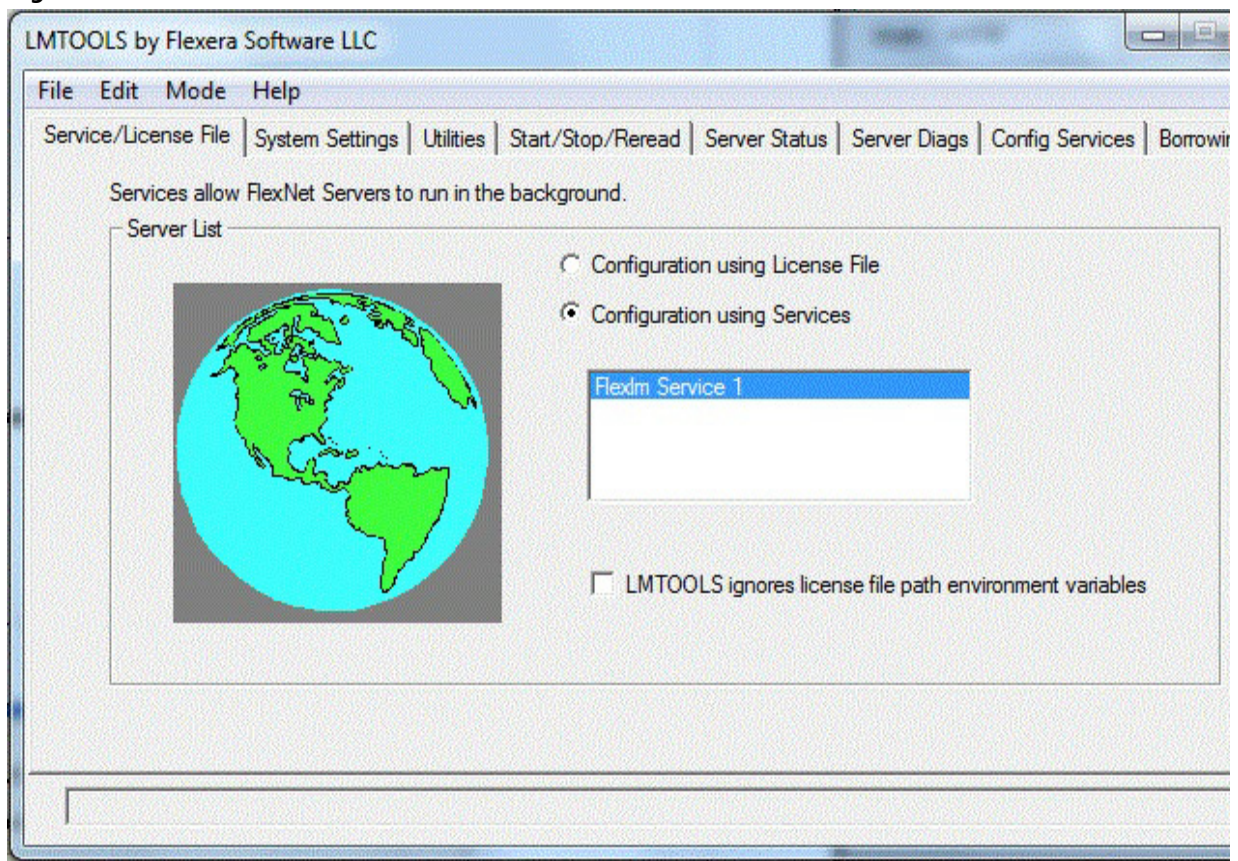 LMTOOLS by Flexera Software LLC
File Edit Mode Help
Service/License File System Settings Utilities Start/Stop/Reread Server Status Server Diags Config Services
Services allow FlexNet Servers to run in the background.
Server List
Configuration using License File
Configuration using Services
Flexlm Service 1
LMTOOLS ignores license file path environment variables